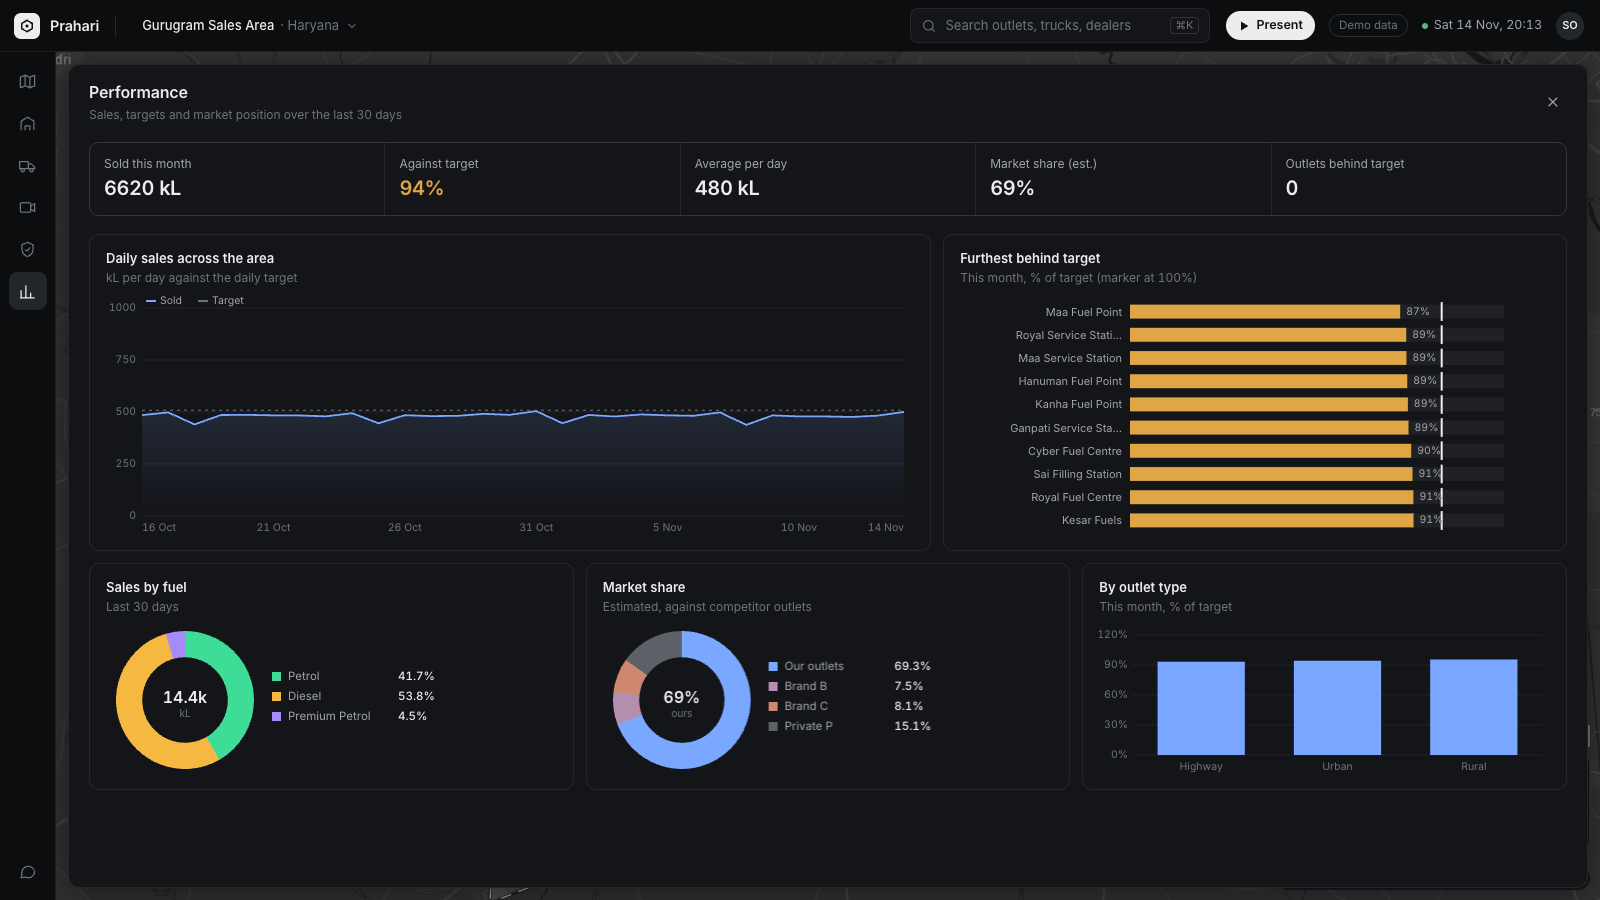 Prahari
Gurugram Sales Area · Haryana
Search outlets, trucks, dealers ⌘K
Present
Demo data
Sat 14 Nov, 20:13
SO
dri
Performance
Sales, targets and market position over the last 30 days
Sold this month
6620 kL
Against target
94%
Average per day
480 kL
Market share (est.)
69%
Outlets behind target
0
Daily sales across the area
kL per day against the daily target
Sold Target
1000
750
500
250
0
16 Oct 21 Oct 26 Oct 31 Oct 5 Nov 10 Nov 14 Nov
Furthest behind target
This month, % of target (marker at 100%)
Maa Fuel Point 87%
Royal Service Stati... 89%
Maa Service Station 89%
Hanuman Fuel Point 89%
Kanha Fuel Point 89%
Ganpati Service Sta... 89%
Cyber Fuel Centre 90%
Sai Filling Station 91%
Royal Fuel Centre 91%
Kesar Fuels 91%
Sales by fuel
Last 30 days
14.4k
kL
Petrol 41.7%
Diesel 53.8%
Premium Petrol 4.5%
Market share
Estimated, against competitor outlets
69%
ours
Our outlets 69.3%
Brand B 7.5%
Brand C 8.1%
Private P 15.1%
By outlet type
This month, % of target
120%
90%
60%
30%
0%
Highway Urban Rural